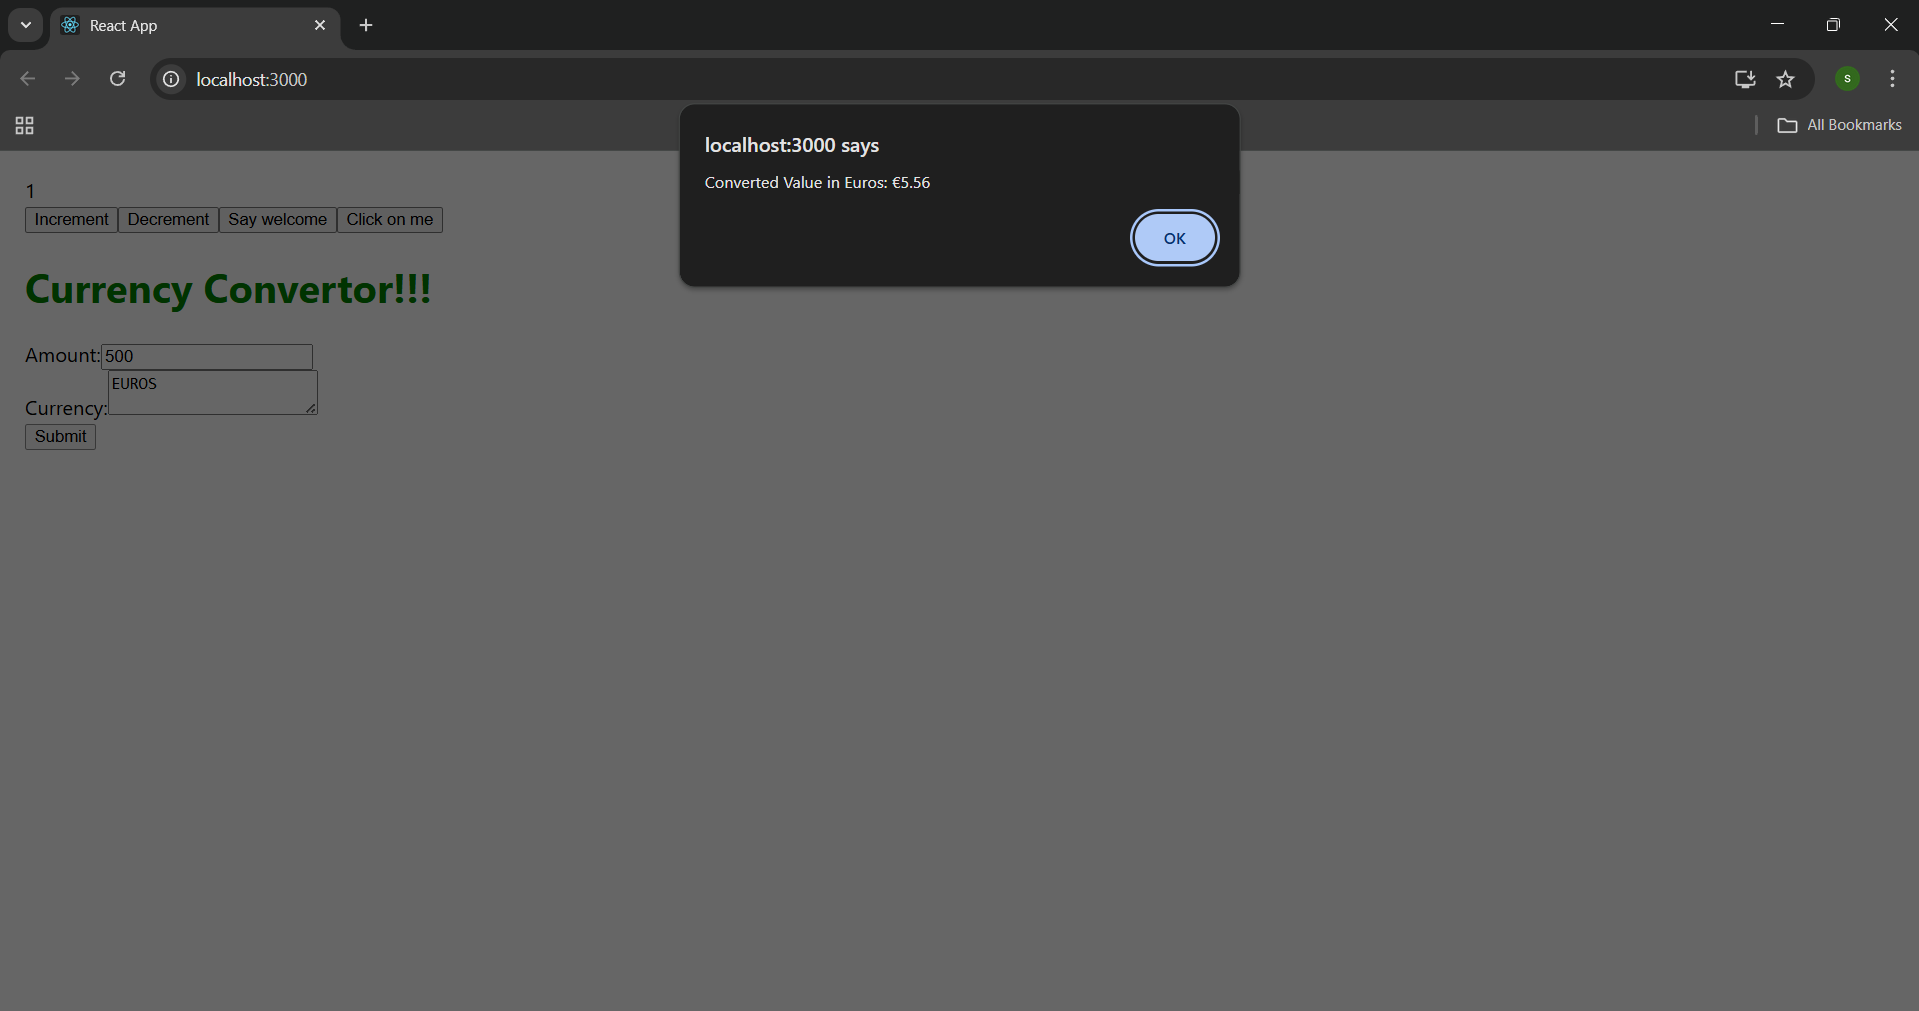 React App
localhost:3000
S
All Bookmarks
localhost:3000 says
Converted Value in Euros: €5.56
OK
1
Increment Decrement Say welcome Click on me
Currency Convertor!!!
Amount: 500
EUROS
Currency:
Submit